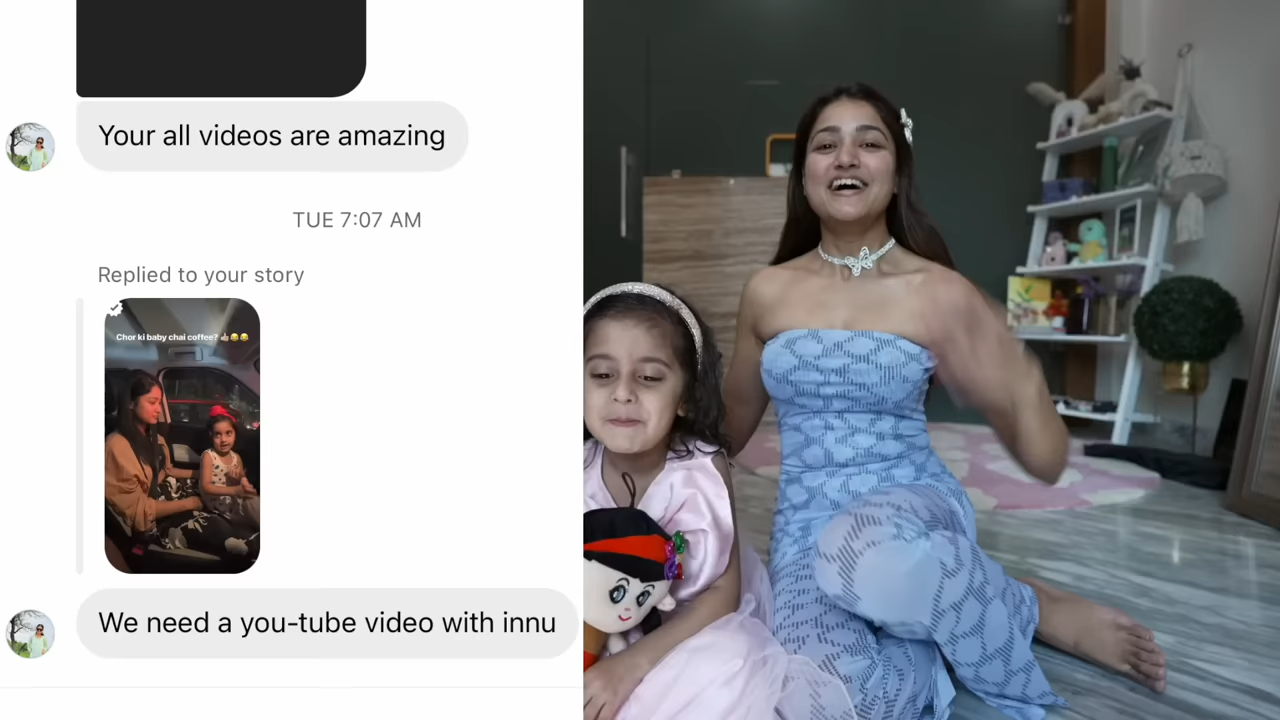 Your all videos are amazing
TUE 7:07 AM
Replied to your story
Chor ki baby chai coffee? 👍🏼😂😂
We need a you-tube video with innu